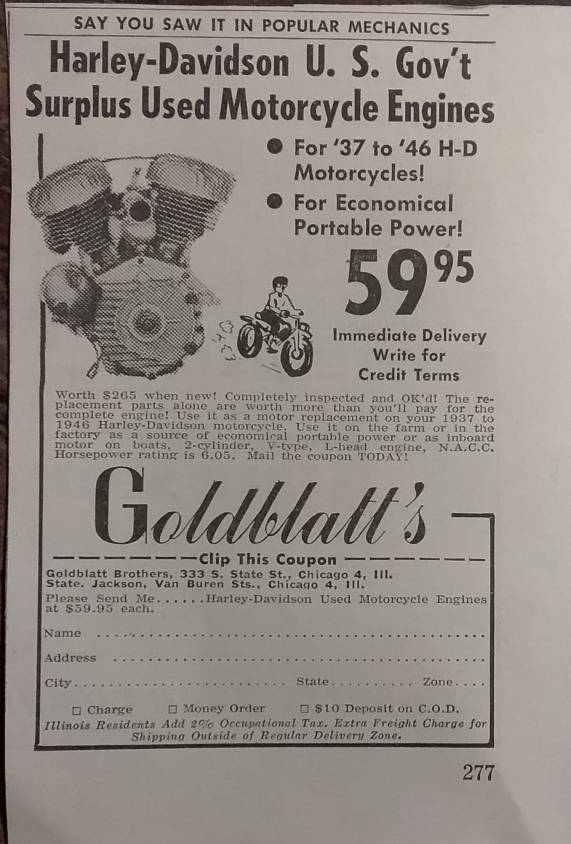 SAY YOU SAW IT IN POPULAR MECHANICS
Harley-Davidson U. S. Gov't
Surplus Used Motorcycle Engines
● For '37 to '46 H-D
Motorcycles!
● For Economical
Portable Power!
59 95
Immediate Delivery
Write for
Credit Terms
Worth $265 when new! Completely inspected and OK'd! The re-
placement parts alone are worth more than you'll pay for the
complete engine! Use it as a motor replacement on your 1937 to
1946 Harley-Davidson motorcycle. Use it on the farm or in the
factory as a source of economical portable power or as inboard
motor on boats, 2-cylinder, V-type, L-head engine, N.A.C.C.
Horsepower rating is 6.05. Mail the coupon TODAY!
Goldblatt's
Clip This Coupon
Goldblatt Brothers, 333 S. State St., Chicago 4, Ill.
State. Jackson, Van Buren Sts., Chicago 4, Ill.
Please Send Me......Harley-Davidson Used Motorcycle Engines
at $59.95 each.
Name
Address
City State Zone
□ Charge □ Money Order □ $10 Deposit on C.O.D.
Illinois Residents Add 2% Occupational Tax. Extra Freight Charge for
Shipping Outside of Regular Delivery Zone.
277